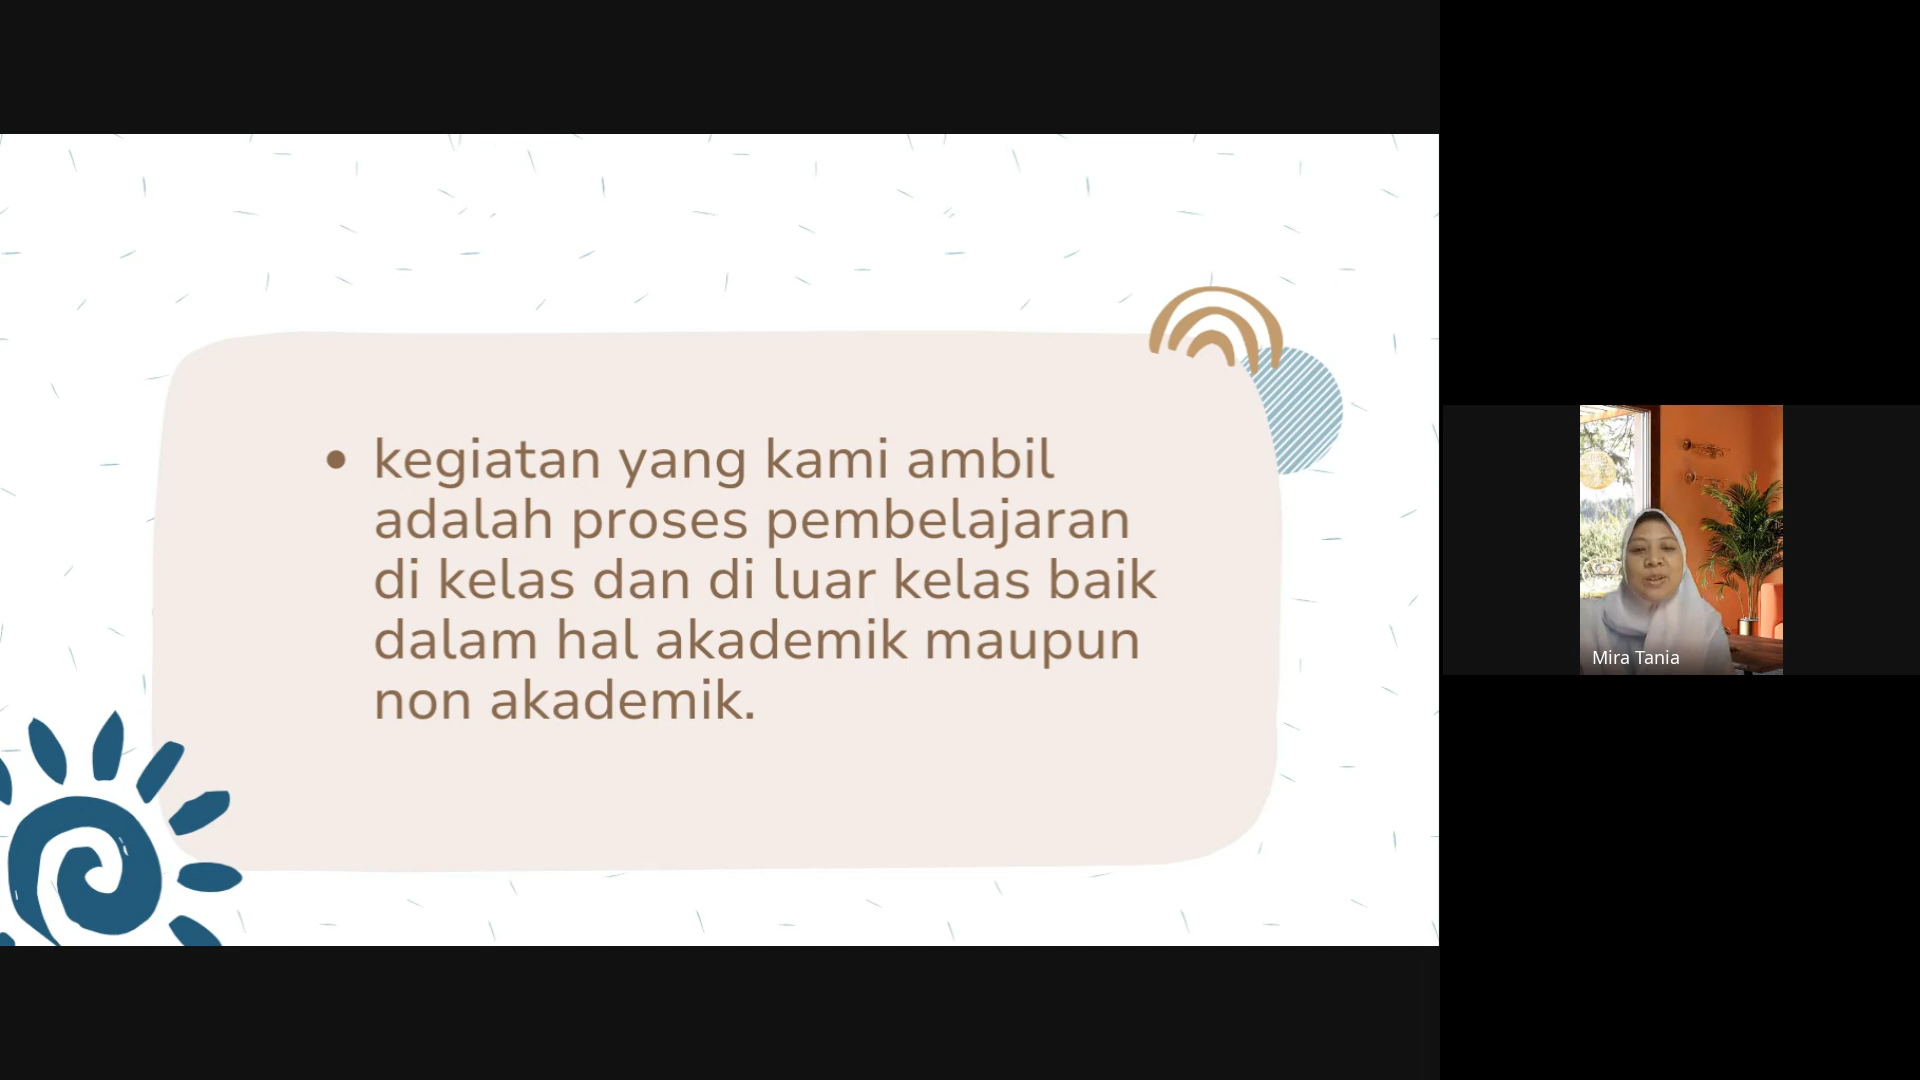 • kegiatan yang kami ambil
adalah proses pembelajaran
di kelas dan di luar kelas baik
dalam hal akademik maupun
non akademik.
Mira Tania